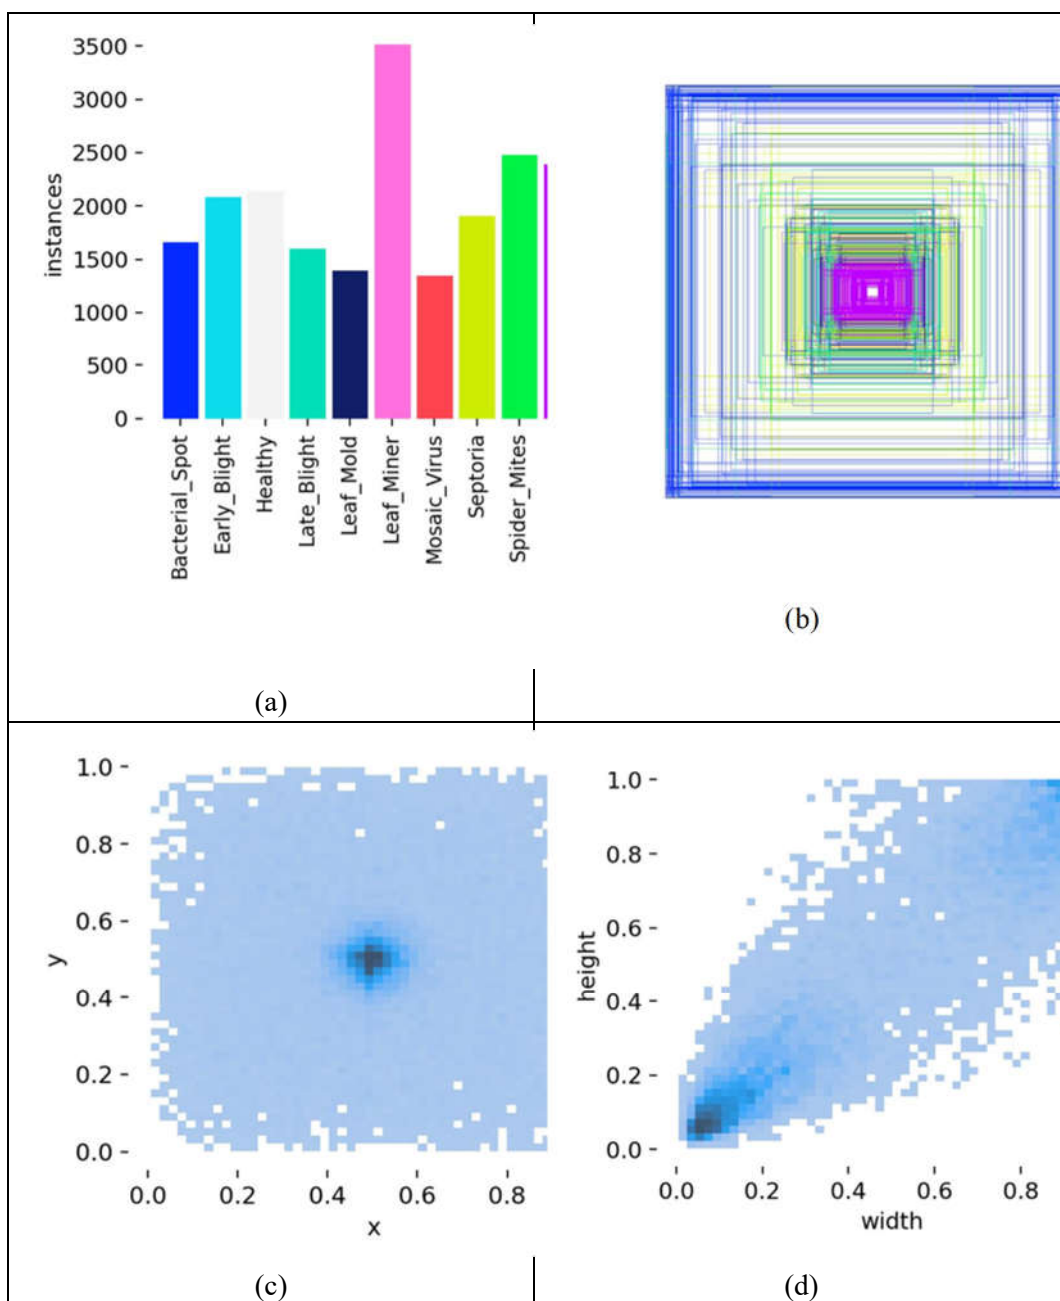 3500
3000
2500
2000
1500
1000
500
0
instances
Bacterial_Spot
Early_Blight
Healthy
Late_Blight
Leaf_Mold
Leaf_Miner
Mosaic_Virus
Septoria
Spider_Mites
(a)
(b)
1.0
0.8
0.6
0.4
0.2
0.0
y
0.0 0.2 0.4 0.6 0.8
x
(c)
1.0
0.8
0.6
0.4
0.2
0.0
height
0.0 0.2 0.4 0.6 0.8
width
(d)